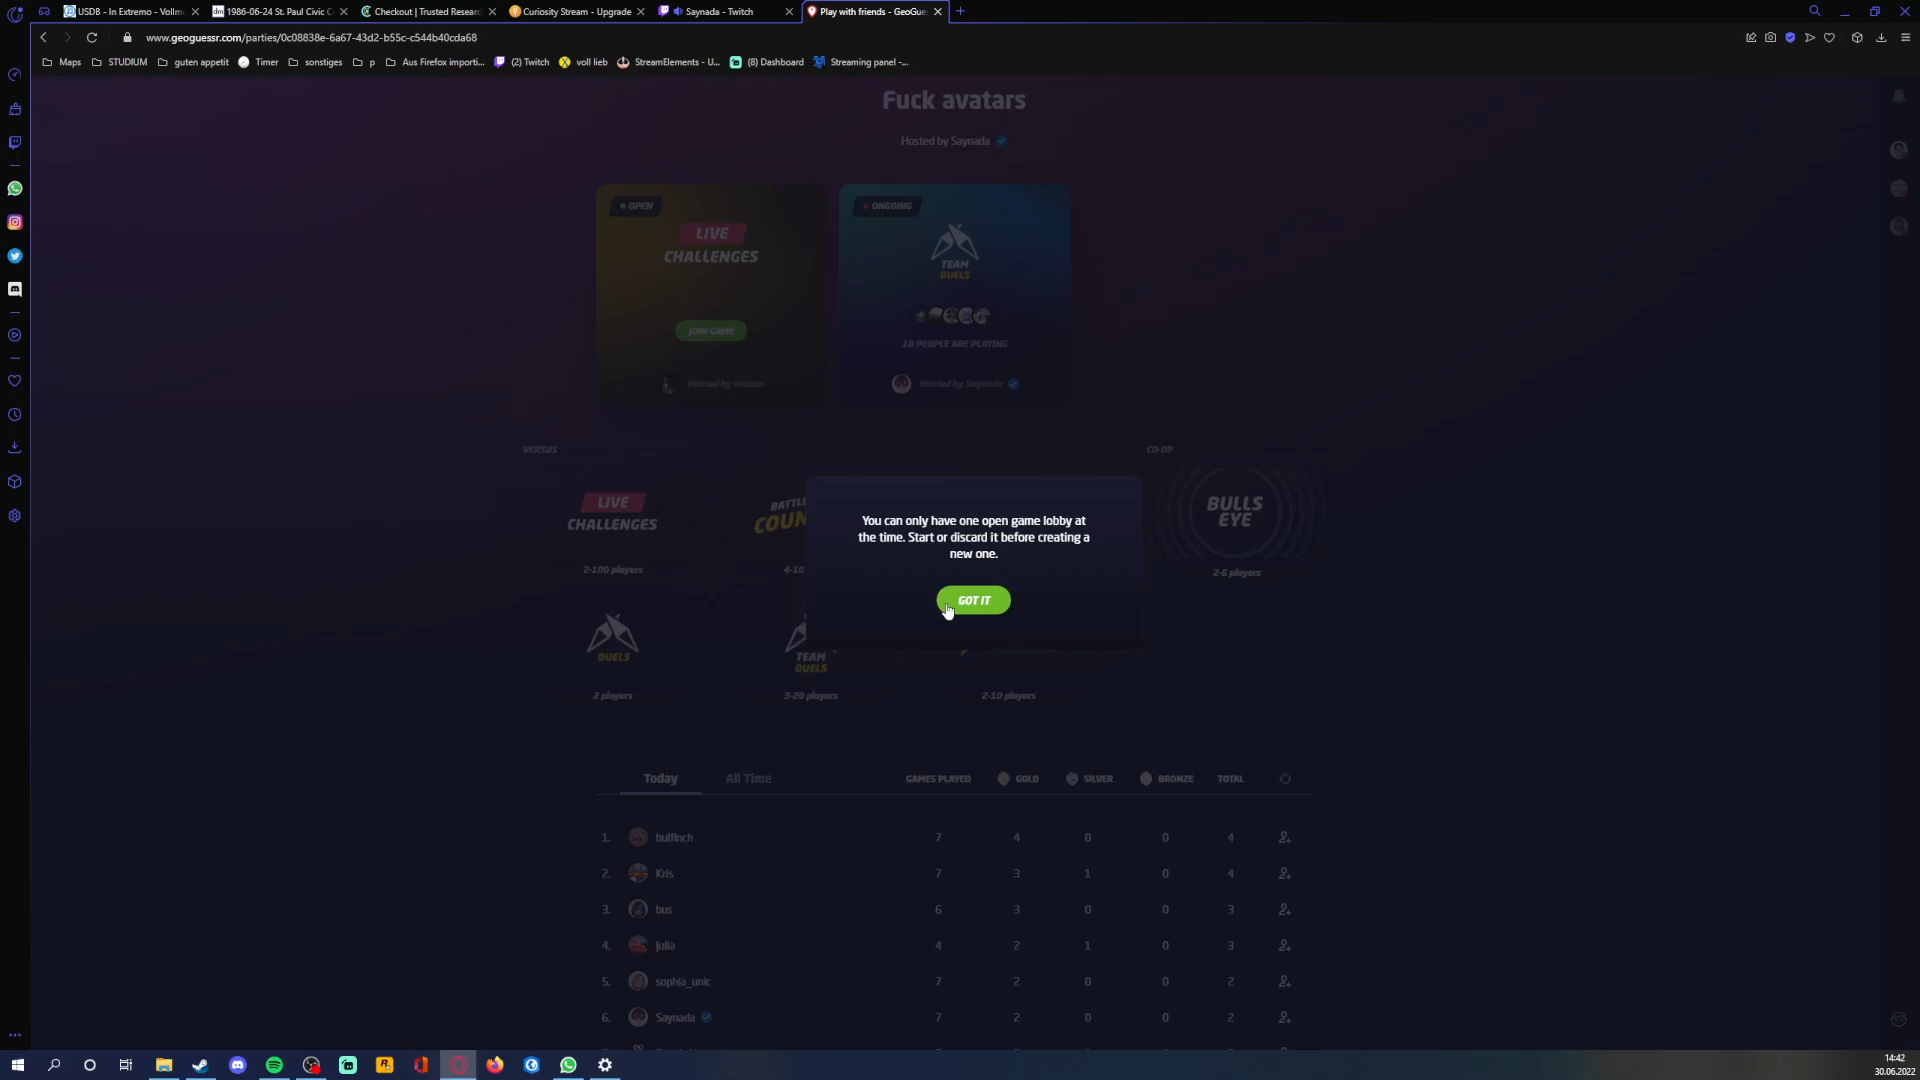 USDB - In Extremo - Vollm
1986-06-24 St. Paul Civic C
Checkout | Trusted Resear
Curiosity Stream - Upgrade
Saynada - Twitch
Play with friends - GeoGue
www.geoguessr.com/parties/0c08838e-6a67-43d2-b55c-c544b40cda68
Maps
STUDIUM
guten appetit
Timer
sonstiges
p
Aus Firefox importi...
(2) Twitch
voll lieb
StreamElements - U...
(8) Dashboard
Streaming panel -...
Fuck avatars
Hosted by Saynada
OPEN
LIVE
CHALLENGES
JOIN GAME
Hosted by trizzan
ONGOING
TEAM
DUELS
18 PEOPLE ARE PLAYING
Hosted by Saynada
VERSUS
CO-OP
LIVE
CHALLENGES
2-100 players
BATTLE
COUN
4-10
BULLS
EYE
2-6 players
You can only have one open game lobby at
the time. Start or discard it before creating a
new one.
GOT IT
DUELS
2 players
TEAM
DUELS
3-20 players
2-10 players
Today
All Time
GAMES PLAYED
GOLD
SILVER
BRONZE
TOTAL
1. buffinch 7 4 0 0 4
2. Kris 7 3 1 0 4
3. bus 6 3 0 0 3
4. Julia 4 2 1 0 3
5. sophia_unic 7 2 0 0 2
6. Saynada 7 2 0 0 2
14:42
30.06.2022